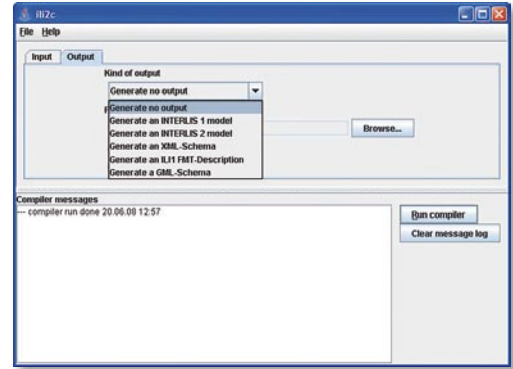 ili2c
File Help
Input Output
Kind of output
Generate no output
Generate no output
Generate an INTERLIS 1 model
Generate an INTERLIS 2 model
Generate an XML-Schema
Generate an ILI1 FMT-Description
Generate a GML-Schema
Browse...
Compiler messages
--- compiler run done 20.06.08 12:57
Run compiler
Clear message log